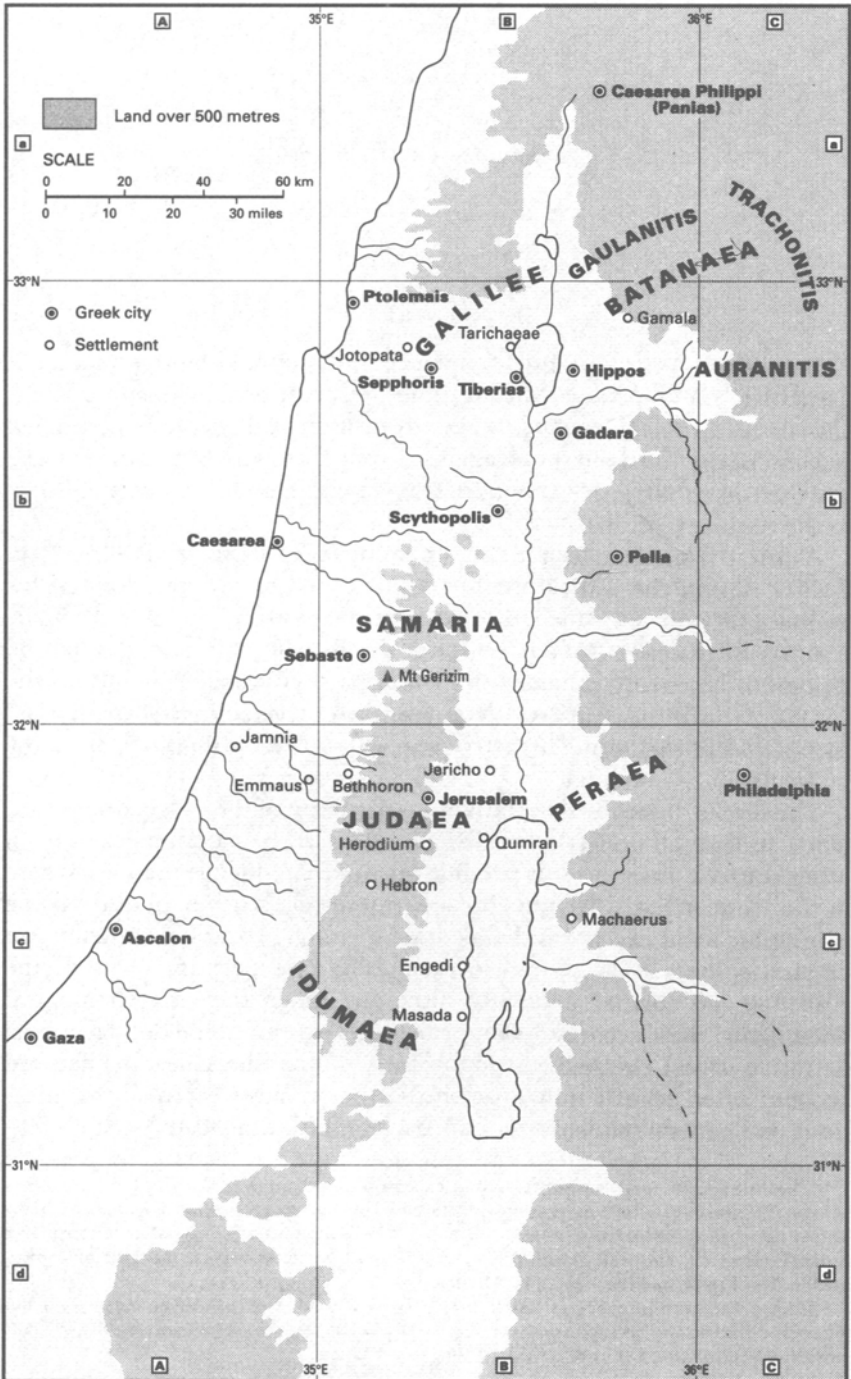 A
35°E
B
36°E
C
Caesarea Philippi
(Panias)
Land over 500 metres
a
a
SCALE
0 20 40 60 km
0 10 20 30 miles
TRACHONITIS
GAULANITIS
BATANAEA
GALILEE
33°N
33°N
Ptolemais
Greek city
Gamala
Settlement
Tarichaeae
Jotopata
Sepphoris
Tiberias
Hippos
AURANITIS
Gadara
b
b
Scythopolis
Caesarea
Pella
SAMARIA
Sebaste
Mt Gerizim
32°N
32°N
Jamnia
Jericho
Emmaus
Bethhoron
PERAEA
Philadelphia
Jerusalem
JUDAEA
Herodium
Qumran
Hebron
Machaerus
Ascalon
c
c
Engedi
IDUMAEA
Masada
Gaza
31°N
31°N
d
d
A
35°E
B
36°E
C